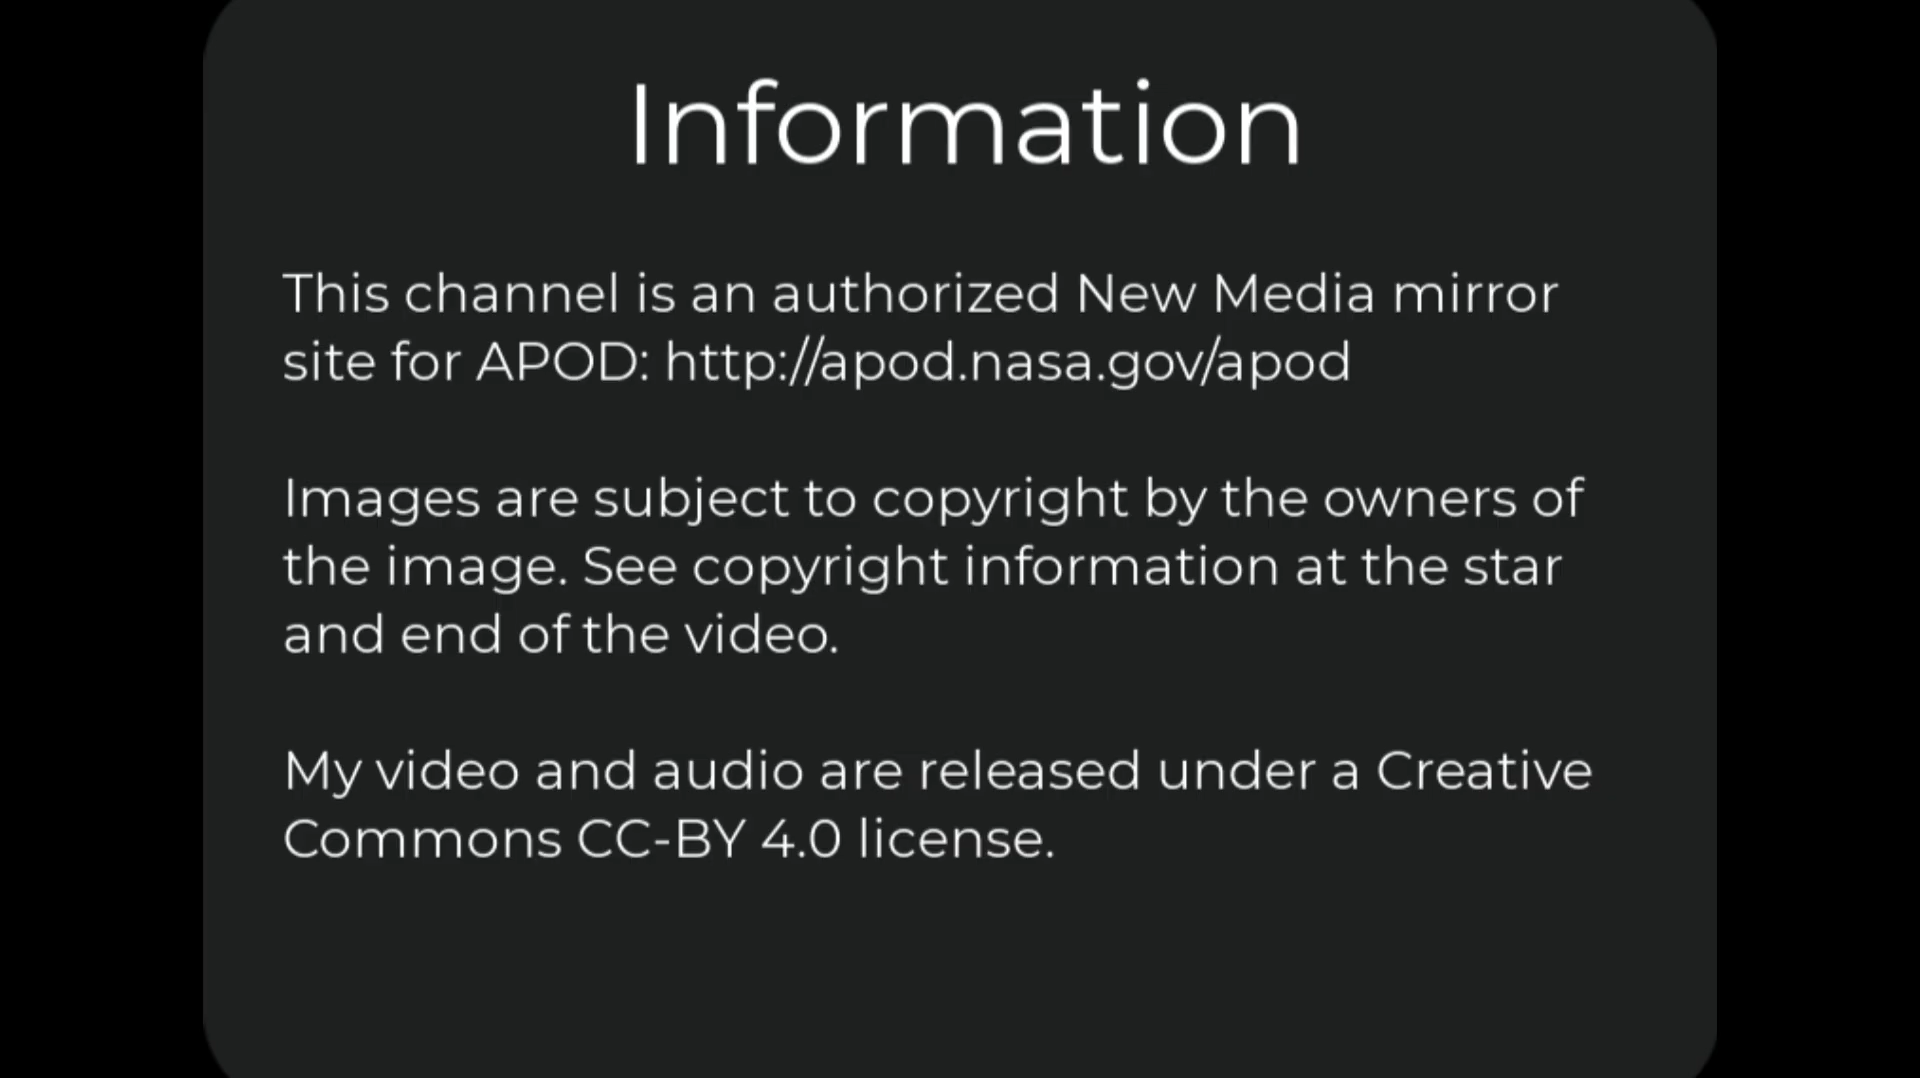 Information
This channel is an authorized New Media mirror
site for APOD: http://apod.nasa.gov/apod
Images are subject to copyright by the owners of
the image. See copyright information at the star
and end of the video.
My video and audio are released under a Creative
Commons CC-BY 4.0 license.